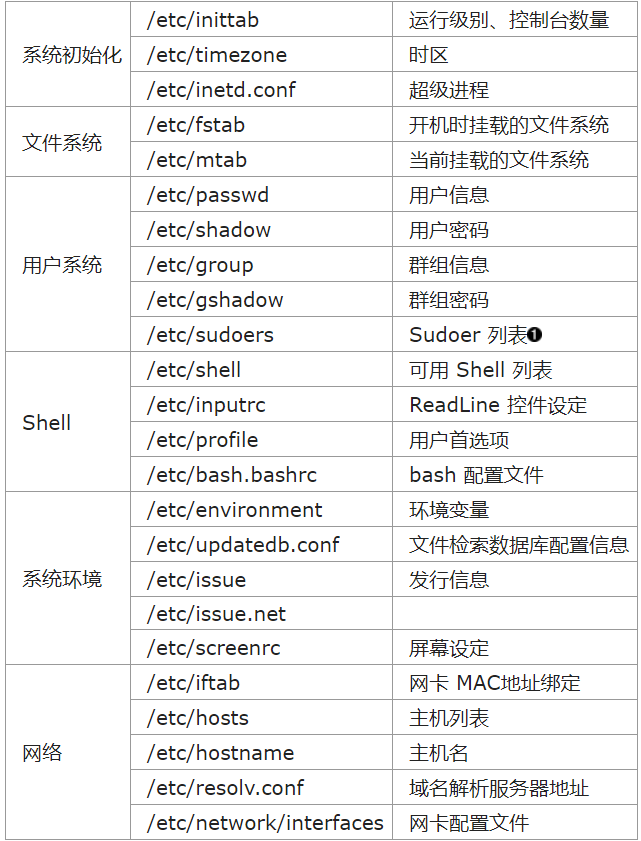 系统初始化 /etc/inittab 运行级别、控制台数量
/etc/timezone 时区
/etc/inetd.conf 超级进程
文件系统 /etc/fstab 开机时挂载的文件系统
/etc/mtab 当前挂载的文件系统
用户系统 /etc/passwd 用户信息
/etc/shadow 用户密码
/etc/group 群组信息
/etc/gshadow 群组密码
/etc/sudoers Sudoer 列表❶
Shell /etc/shell 可用 Shell 列表
/etc/inputrc ReadLine 控件设定
/etc/profile 用户首选项
/etc/bash.bashrc bash 配置文件
系统环境 /etc/environment 环境变量
/etc/updatedb.conf 文件检索数据库配置信息
/etc/issue 发行信息
/etc/issue.net
/etc/screenrc 屏幕设定
网络 /etc/iftab 网卡 MAC地址绑定
/etc/hosts 主机列表
/etc/hostname 主机名
/etc/resolv.conf 域名解析服务器地址
/etc/network/interfaces 网卡配置文件